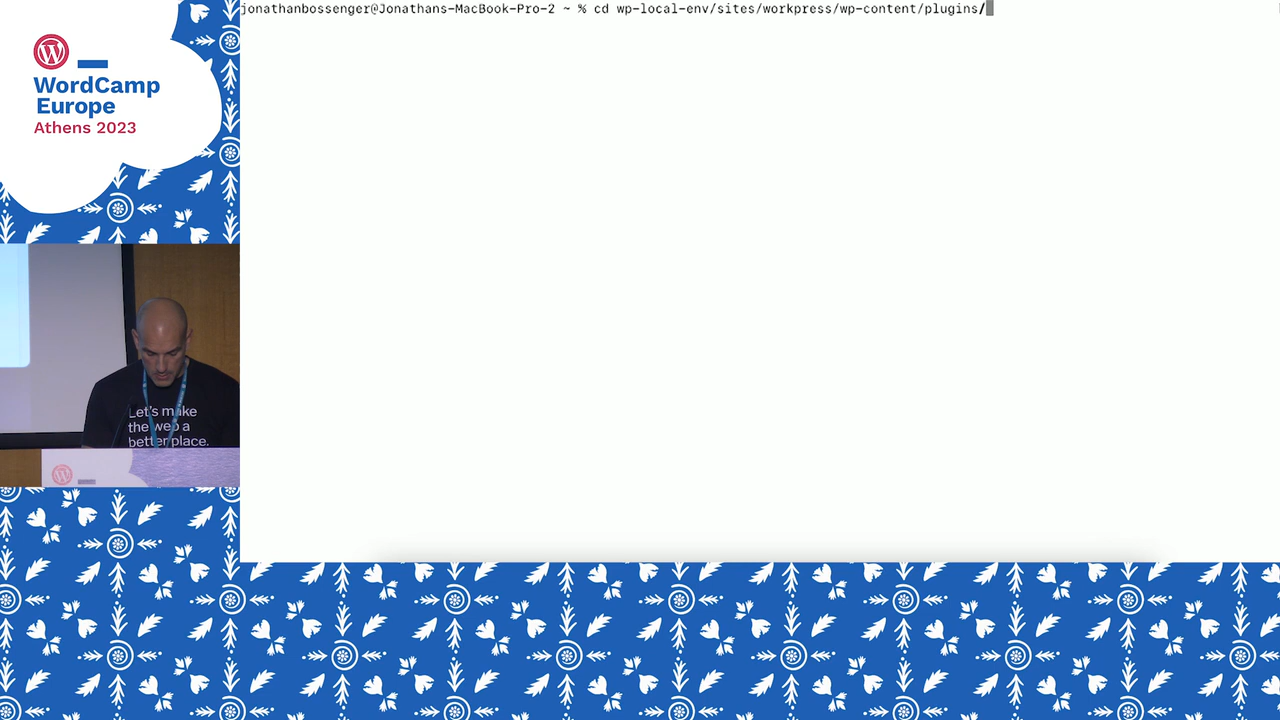 jonathanbossenger@Jonathans-MacBook-Pro-2 ~ % cd wp-local-env/sites/workpress/wp-content/plugins/
WordCamp
Europe
Athens 2023
Let's make
the web a
better place.